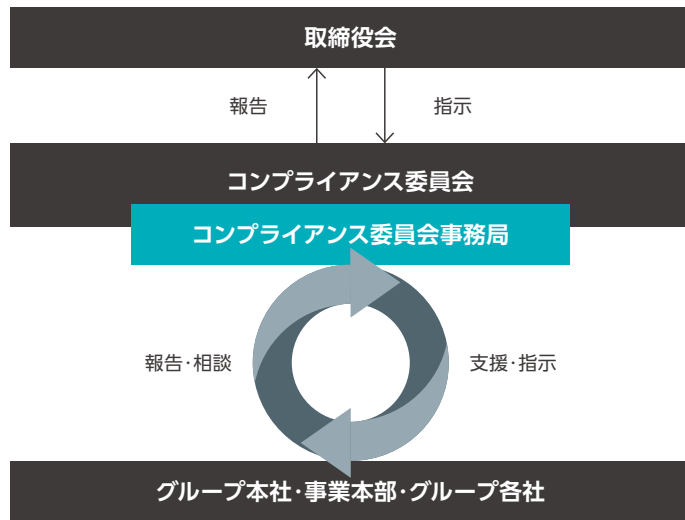 取締役会
報告
指示
コンプライアンス委員会
コンプライアンス委員会事務局
報告・相談
支援・指示
グループ本社・事業本部・グループ各社